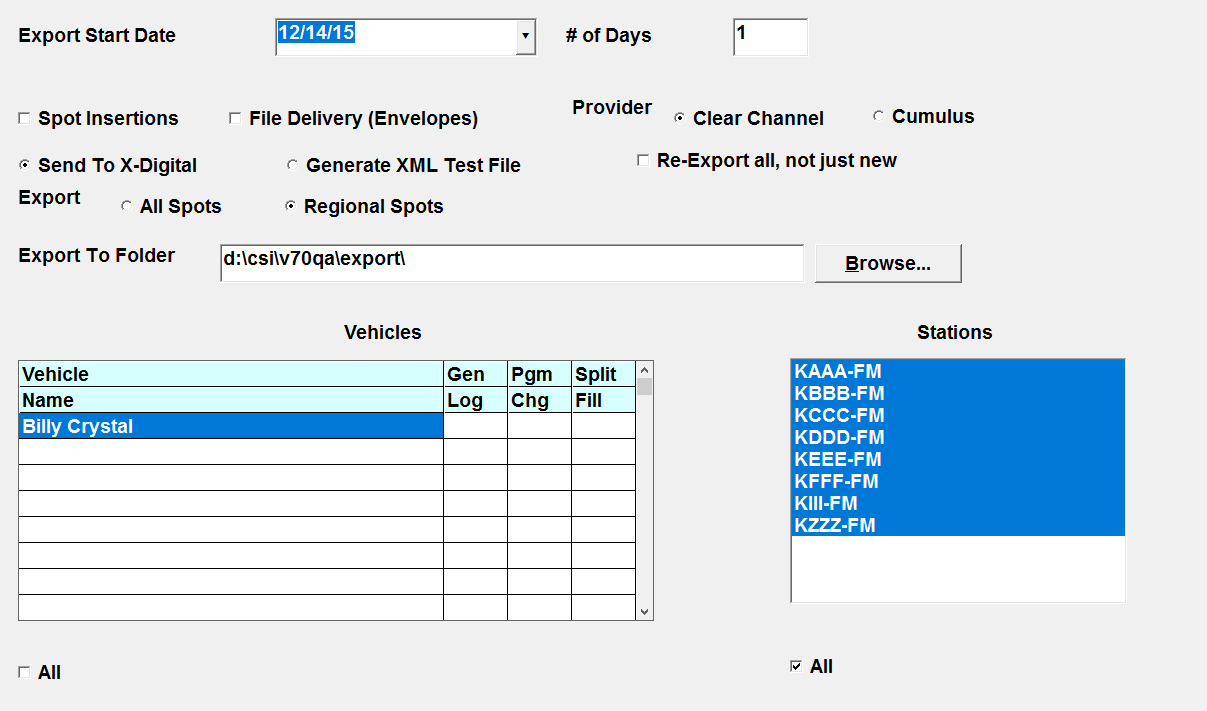 Export Start Date 12/14/15 # of Days 1
Spot Insertions File Delivery (Envelopes) Provider Clear Channel Cumulus
Send To X-Digital Generate XML Test File Re-Export all, not just new
Export All Spots Regional Spots
Export To Folder d:\csi\v70qa\export\ Browse...
Vehicles Stations
Vehicle Gen Pgm Split
Name Log Chg Fill
Billy Crystal
KAAA-FM
KBBB-FM
KCCC-FM
KDDD-FM
KEEE-FM
KFFF-FM
KIII-FM
KZZZ-FM
All All